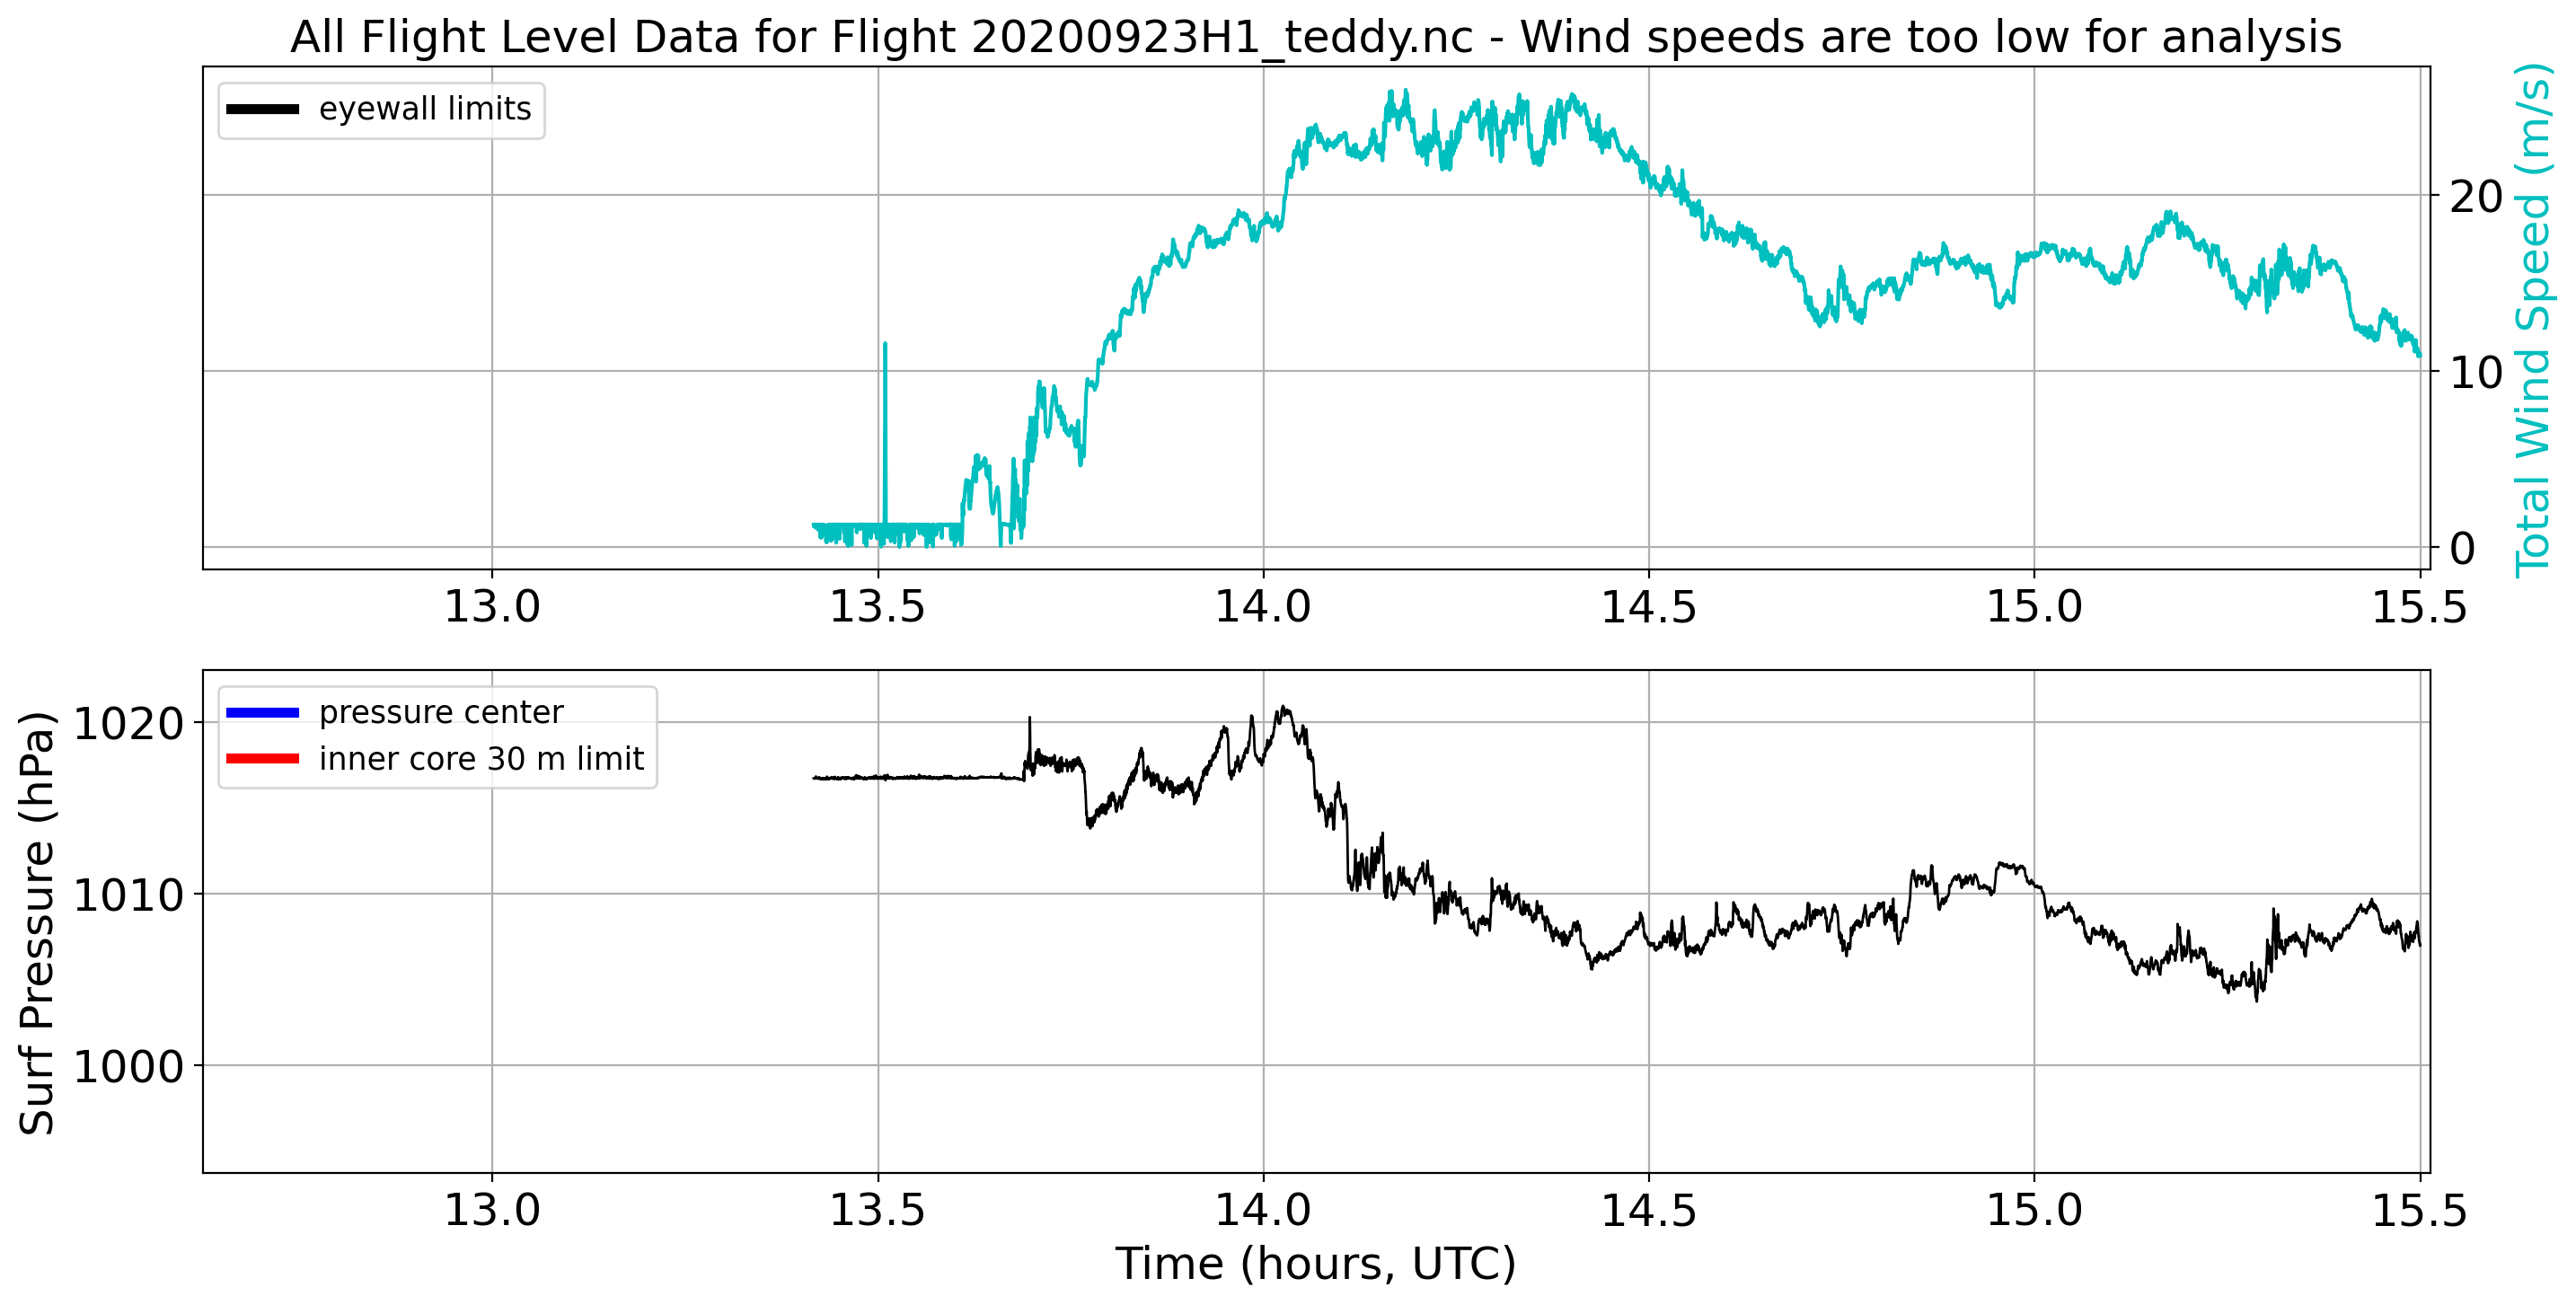 All Flight Level Data for Flight 20200923H1_teddy.nc - Wind speeds are too low for analysis
eyewall limits
20
10
0
Total Wind Speed (m/s)
13.0 13.5 14.0 14.5 15.0 15.5
pressure center
inner core 30 m limit
1020
1010
1000
Surf Pressure (hPa)
13.0 13.5 14.0 14.5 15.0 15.5
Time (hours, UTC)